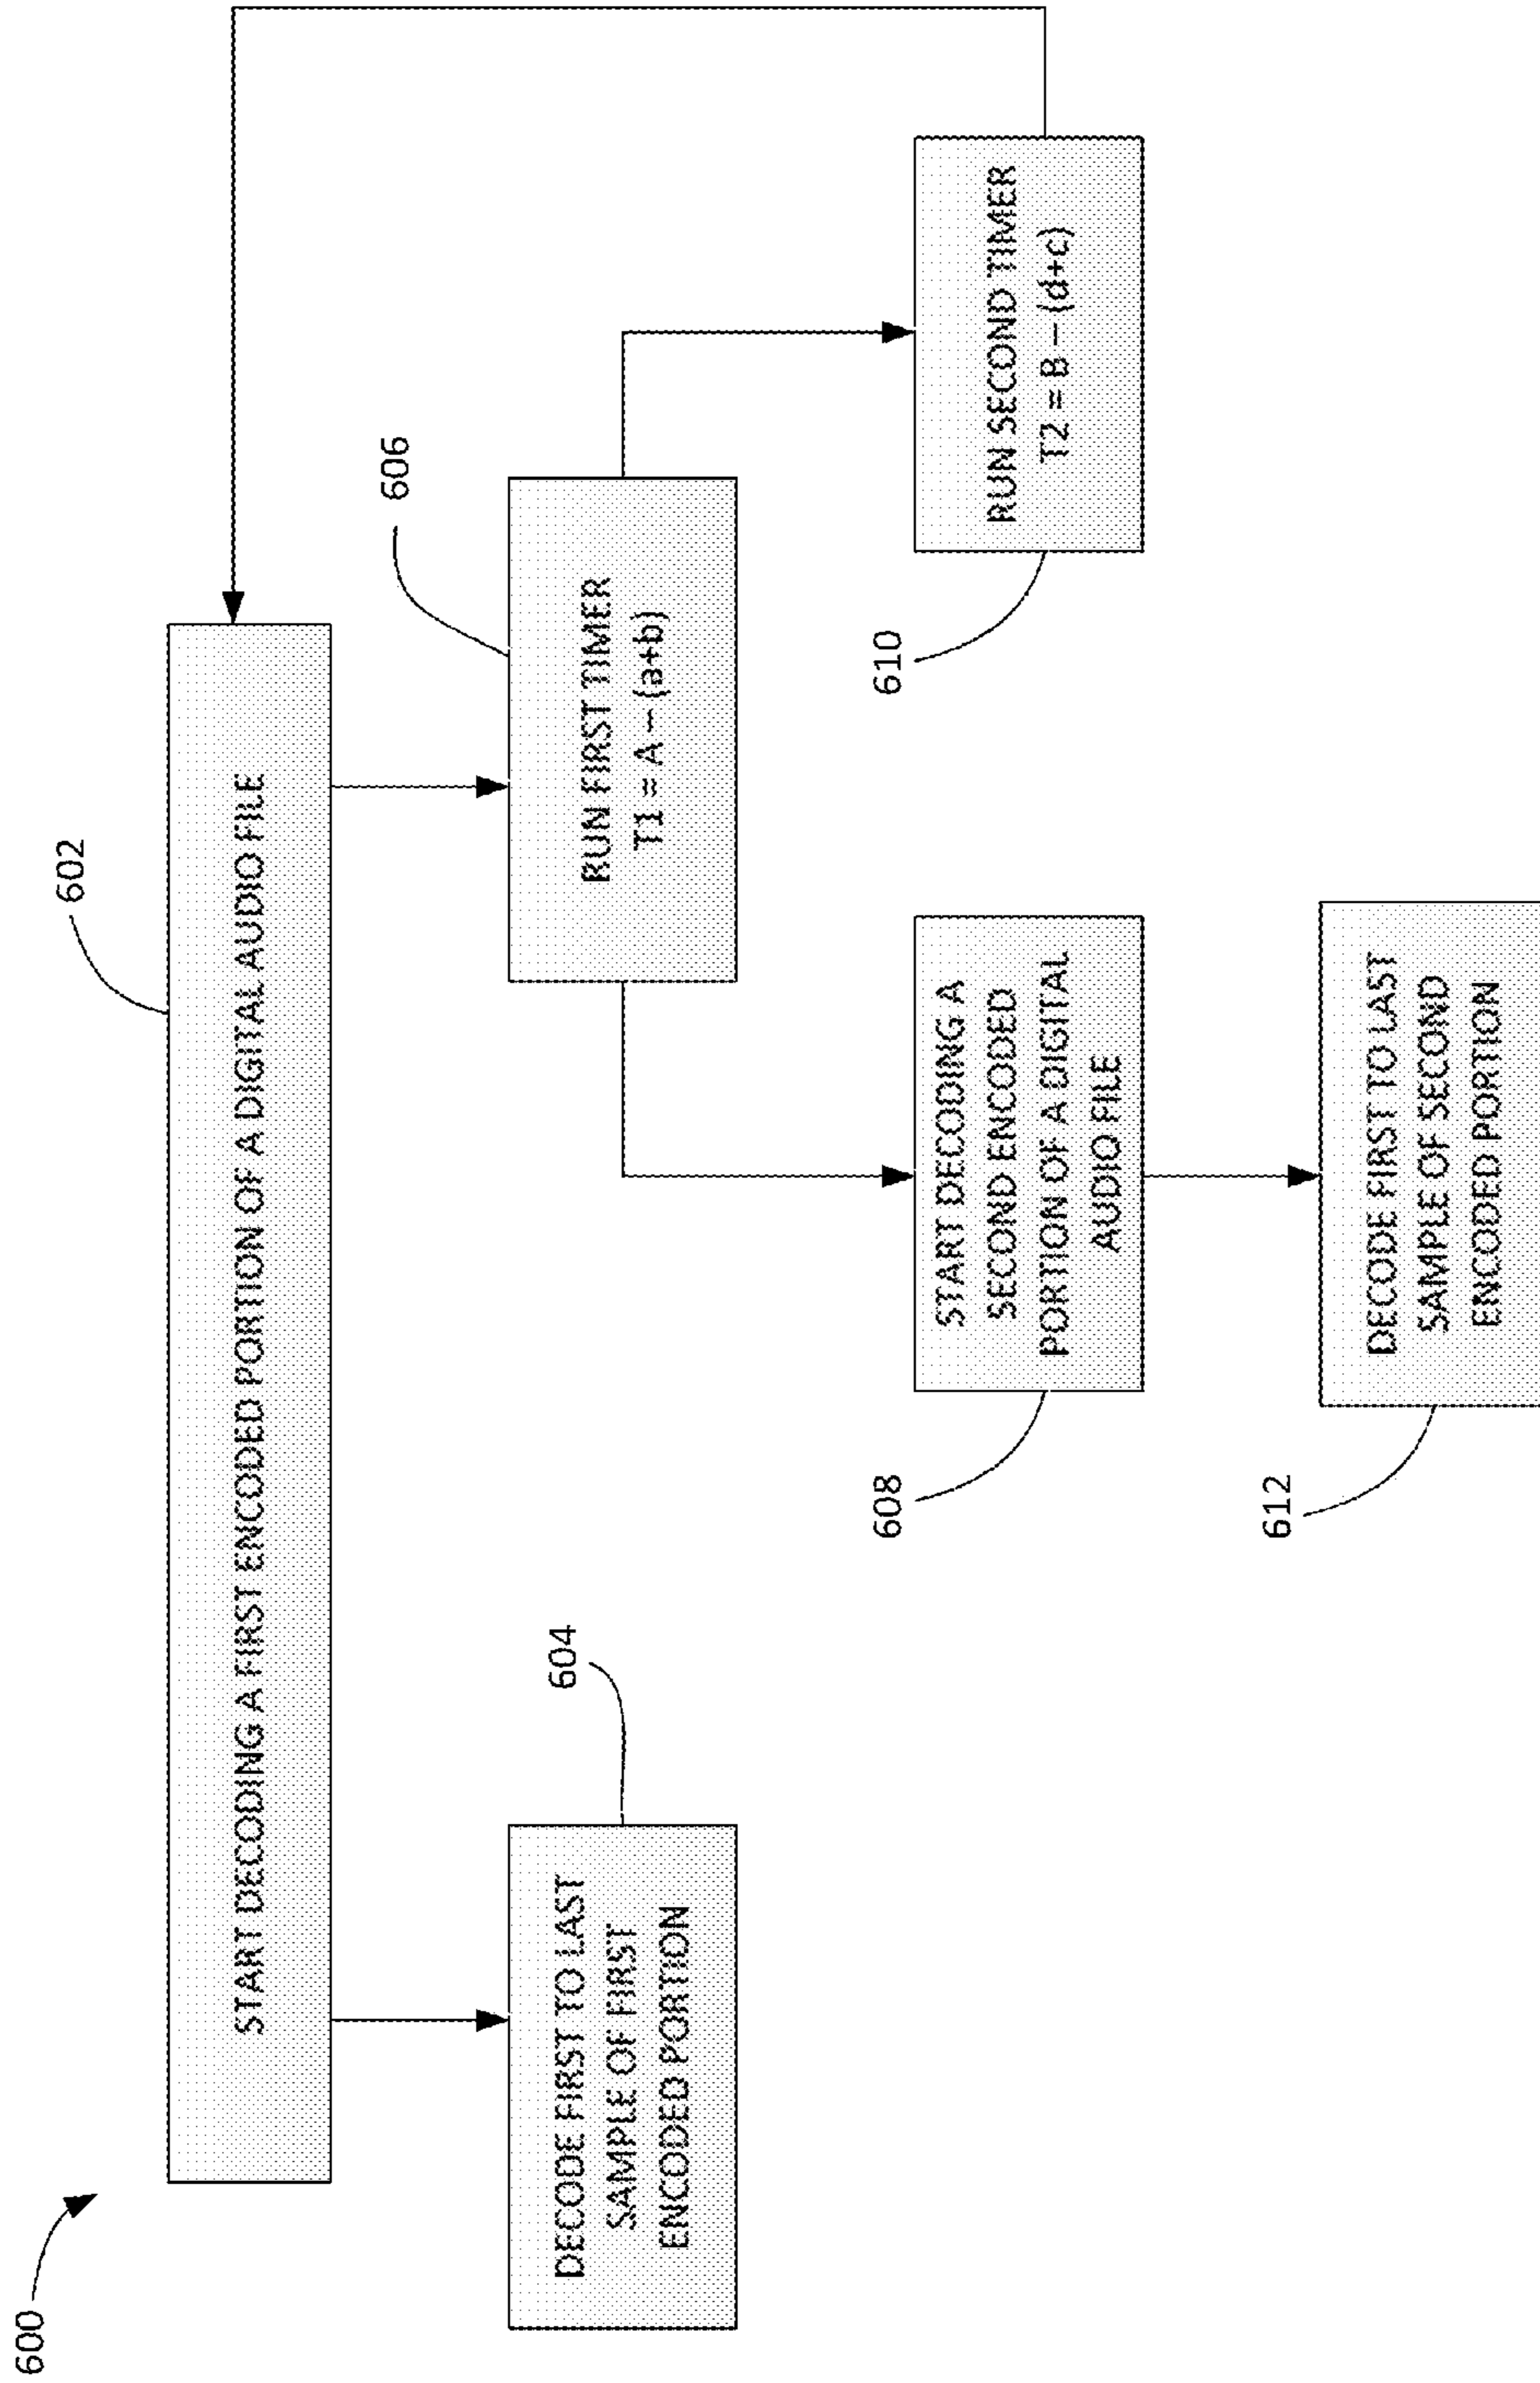 600
602
START DECODING A FIRST ENCODED PORTION OF A DIGITAL AUDIO FILE
604
DECODE FIRST TO LAST
SAMPLE OF FIRST
ENCODED PORTION
606
RUN FIRST TIMER
T1 = A – (a+b)
608
START DECODING A
SECOND ENCODED
PORTION OF A DIGITAL
AUDIO FILE
610
RUN SECOND TIMER
T2 = B – (d+c)
612
DECODE FIRST TO LAST
SAMPLE OF SECOND
ENCODED PORTION